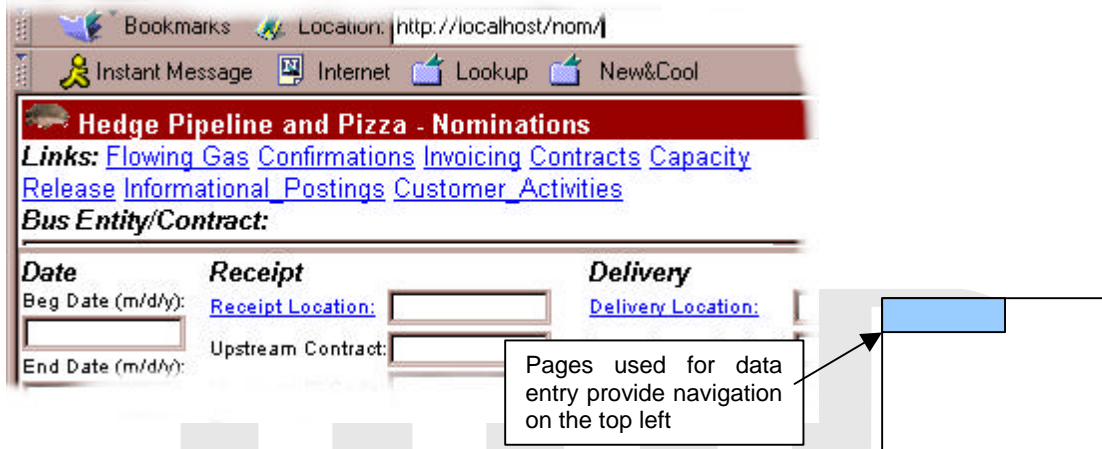 Bookmarks Location: http://localhost/nom/
Instant Message Internet Lookup New&Cool
Hedge Pipeline and Pizza - Nominations
Links: Flowing Gas Confirmations Invoicing Contracts Capacity
Release Informational_Postings Customer_Activities
Bus Entity/Contract:
Date Receipt Delivery
Beg Date (m/d/y): Receipt Location: Delivery Location:
Upstream Contract:
End Date (m/d/y):
Pages used for data
entry provide navigation
on the top left